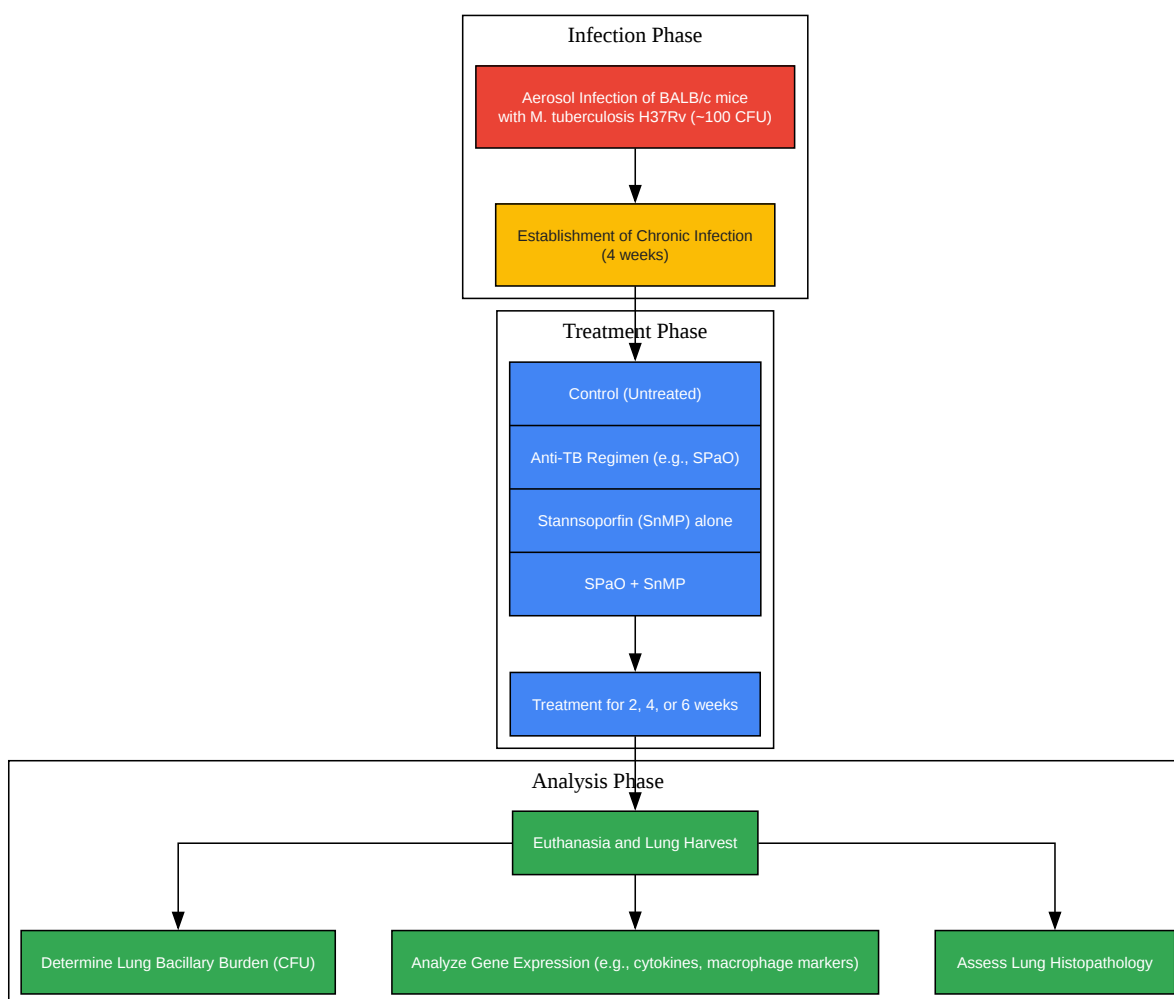 Infection Phase
Aerosol Infection of BALB/c mice
with M. tuberculosis H37Rv (~100 CFU)
Establishment of Chronic Infection
(4 weeks)
Treatment Phase
Control (Untreated)
Anti-TB Regimen (e.g., SPaO)
Stannsoporfin (SnMP) alone
SPaO + SnMP
Treatment for 2, 4, or 6 weeks
Analysis Phase
Euthanasia and Lung Harvest
Determine Lung Bacillary Burden (CFU)
Analyze Gene Expression (e.g., cytokines, macrophage markers)
Assess Lung Histopathology